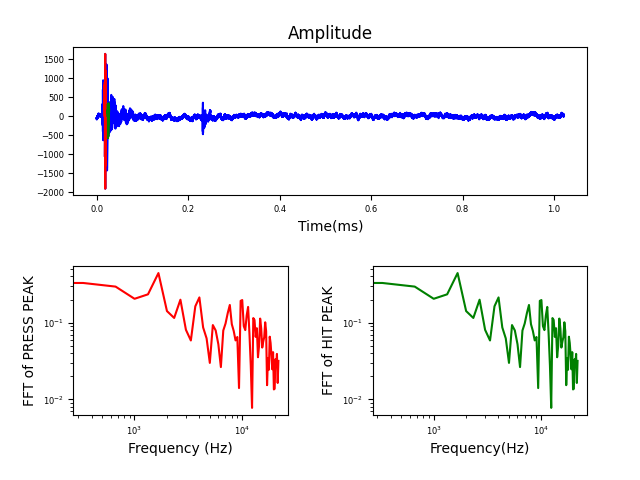 Amplitude
1500
1000
500
0
−500
−1000
−1500
−2000
0.0 0.2 0.4 0.6 0.8 1.0
Time(ms)
FFT of PRESS PEAK
10⁻¹
10⁻²
10³ 10⁴
Frequency (Hz)
FFT of HIT PEAK
10⁻¹
10⁻²
10³ 10⁴
Frequency(Hz)